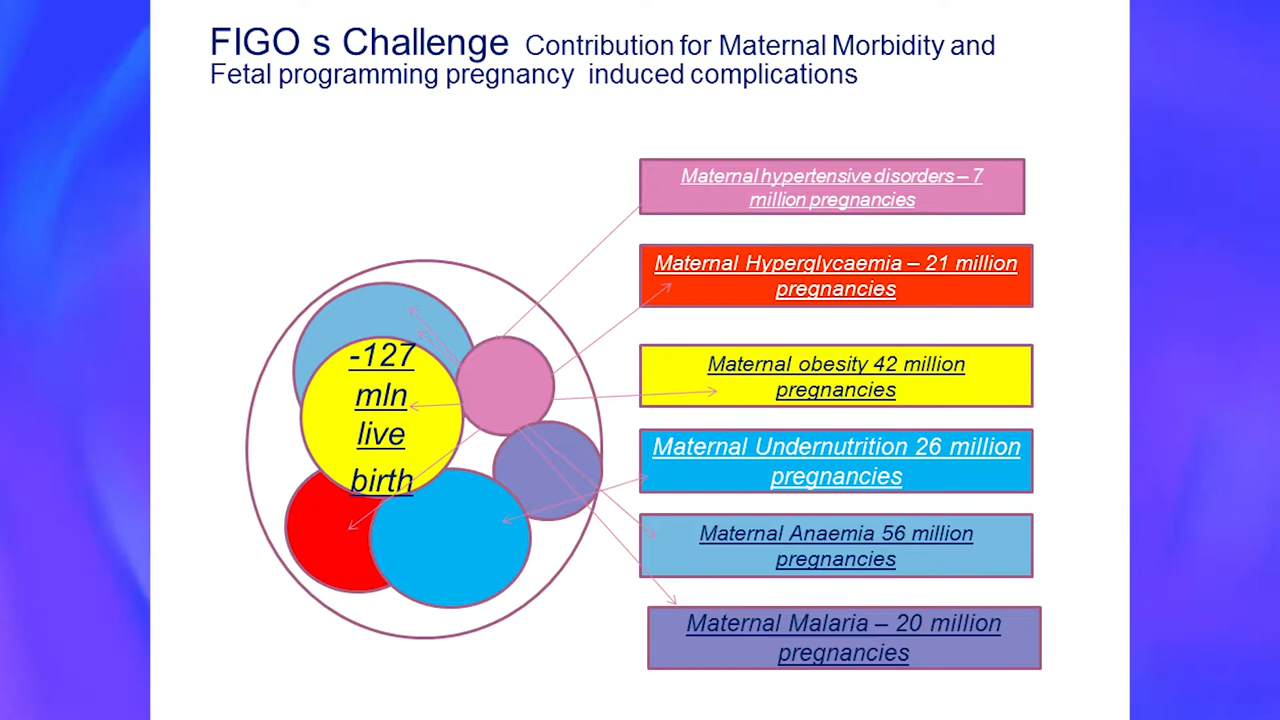 FIGO s Challenge Contribution for Maternal Morbidity and
Fetal programming pregnancy induced complications
Maternal hypertensive disorders – 7
million pregnancies
Maternal Hyperglycaemia – 21 million
pregnancies
-127
mln
live
birth
Maternal obesity 42 million
pregnancies
Maternal Undernutrition 26 million
pregnancies
Maternal Anaemia 56 million
pregnancies
Maternal Malaria – 20 million
pregnancies